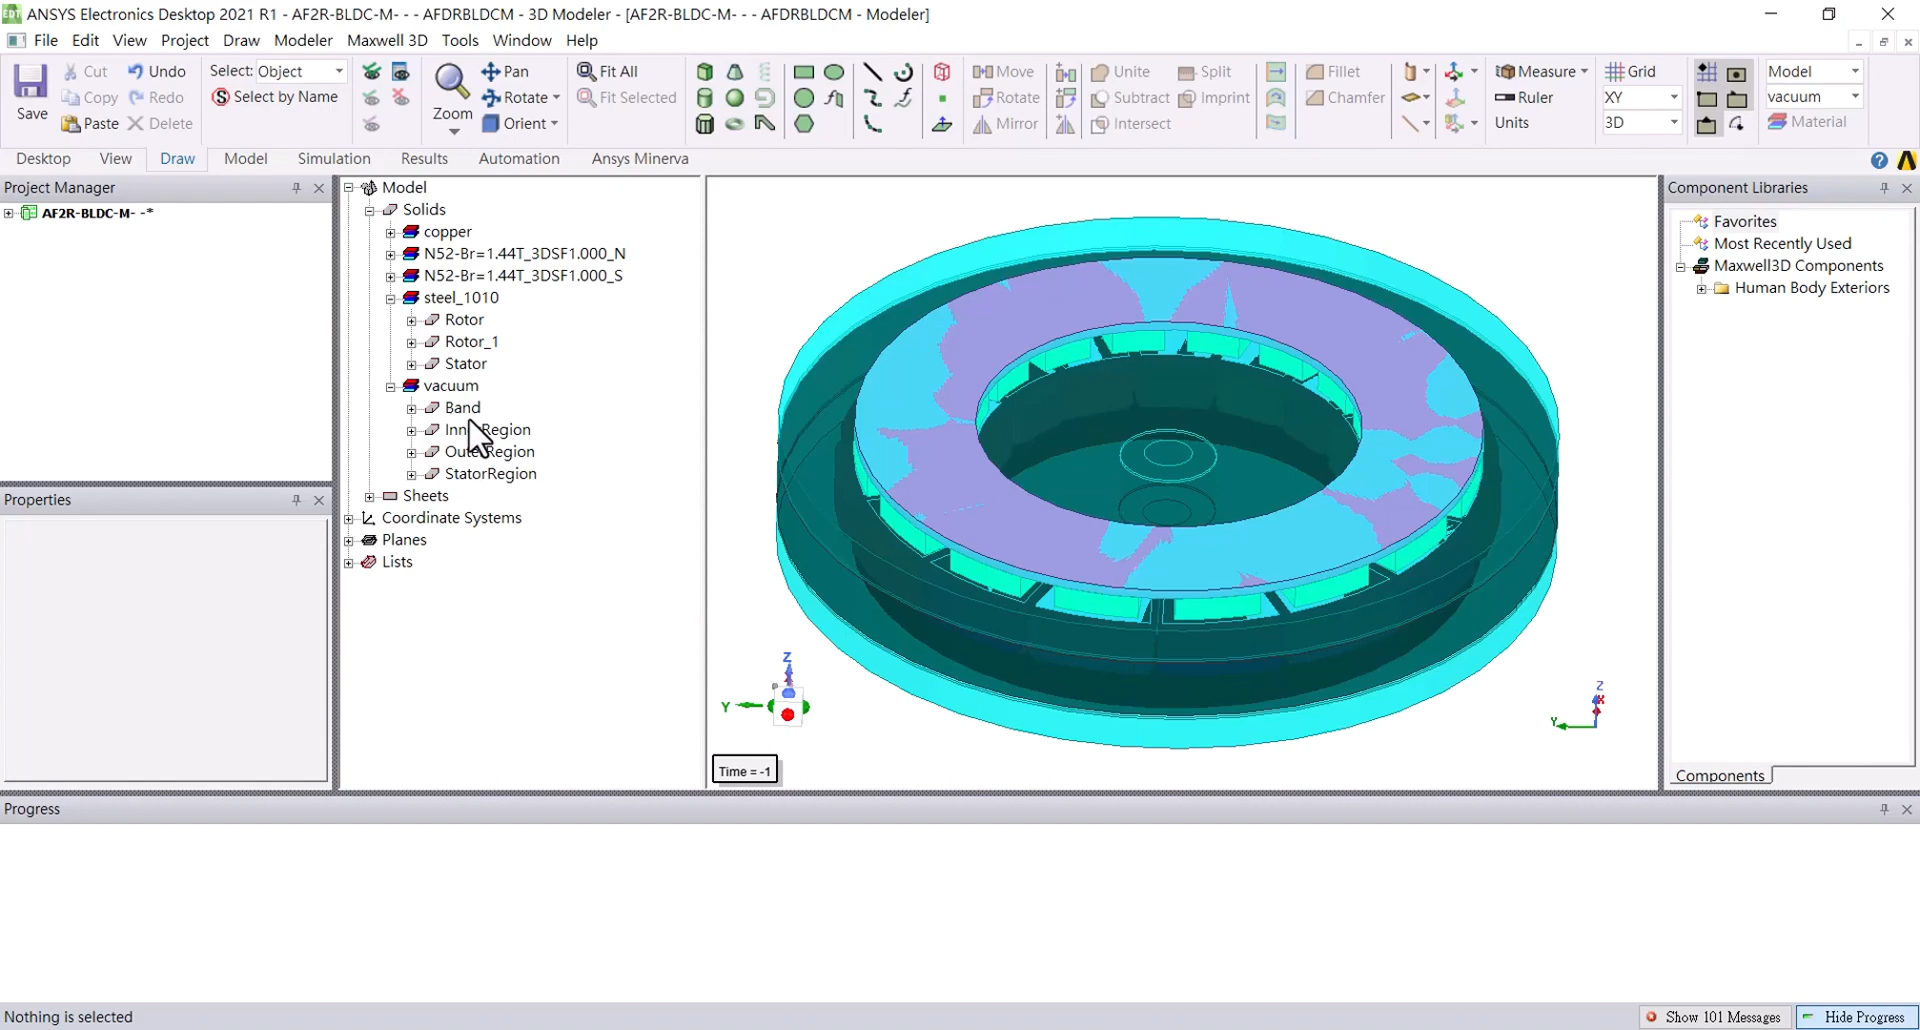 ANSYS Electronics Desktop 2021 R1 - AF2R-BLDC-M- - - AFDRBLDCM - 3D Modeler - [AF2R-BLDC-M- - - AFDRBLDCM - Modeler]
File Edit View Project Draw Modeler Maxwell 3D Tools Window Help
Save
Cut Undo
Copy Redo
Paste Delete
Select: Object
Select by Name
Zoom
Pan
Rotate
Orient
Fit All
Fit Selected
Move
Rotate
Mirror
Unite Split
Subtract Imprint
Intersect
Fillet
Chamfer
Measure
Ruler
Units
Grid
XY
3D
Model
vacuum
Material
Desktop View Draw Model Simulation Results Automation Ansys Minerva
Project Manager
AF2R-BLDC-M- -*
Properties
Model
Solids
copper
N52-Br=1.44T_3DSF1.000_N
N52-Br=1.44T_3DSF1.000_S
steel_1010
Rotor
Rotor_1
Stator
vacuum
Band
InnerRegion
OuterRegion
StatorRegion
Sheets
Coordinate Systems
Planes
Lists
Z
Y
Time = -1
Z
X
Y
Component Libraries
Favorites
Most Recently Used
Maxwell3D Components
Human Body Exteriors
Components
Progress
Nothing is selected
Show 101 Messages
Hide Progress